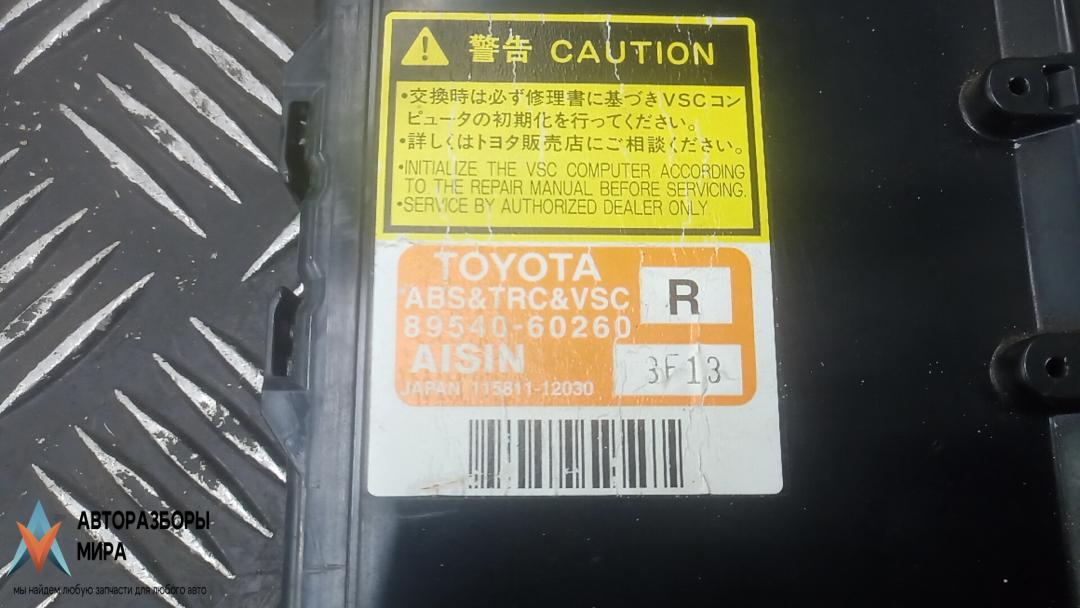 警告 CAUTION
•交換時は必ず修理書に基づきVSCコン
ピュータの初期化を行ってください。
•詳しくはトヨタ販売店にご相談ください。
•INITIALIZE THE VSC COMPUTER ACCORDING
TO THE REPAIR MANUAL BEFORE SERVICING.
•SERVICE BY AUTHORIZED DEALER ONLY
TOYOTA
ABS&TRC&VSC
R
89540-60260
AISIN
3F13
JAPAN 115811-12030
АВТОРАЗБОРЫ
МИРА
мы найдем любую запчасти для любого авто